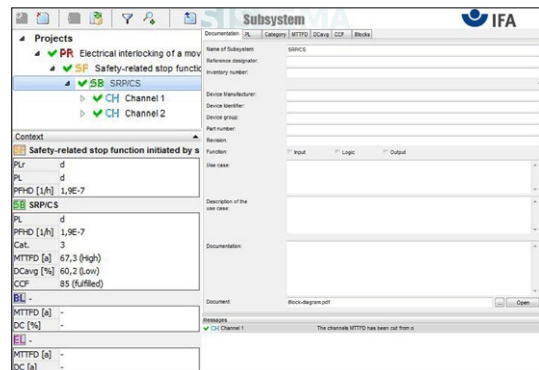 SISTEMA
Subsystem
IFA
Projects
PR Electrical interlocking of a mov
SF Safety-related stop functic
SB SRP/CS
CH Channel 1
CH Channel 2
Context
SF Safety-related stop function initiated by s
PLr d
PL d
PFHD [1/h] 1,9E-7
SB SRP/CS
PL d
PFHD [1/h] 1,9E-7
Cat. 3
MTTFD [a] 67,3 (High)
DCavg [%] 60,2 (Low)
CCF 85 (fulfilled)
BL -
MTTFD [a] -
DC [%] -
EL -
MTTFD [a] -
DC [a] -
Documentation PL Category MTTFD DCavg CCF Blocks
Name of Subsystem: SRP/CS
Reference designator:
Inventory number:
Device Manufacturer:
Device Identifier:
Device group:
Part number:
Revision:
Function: Input Logic Output
Use case:
Description of the
use case:
Documentation:
Document Block-diagram.pdf ... Open
Messages
CH Channel 1 The channels MTTFD has been cut from o